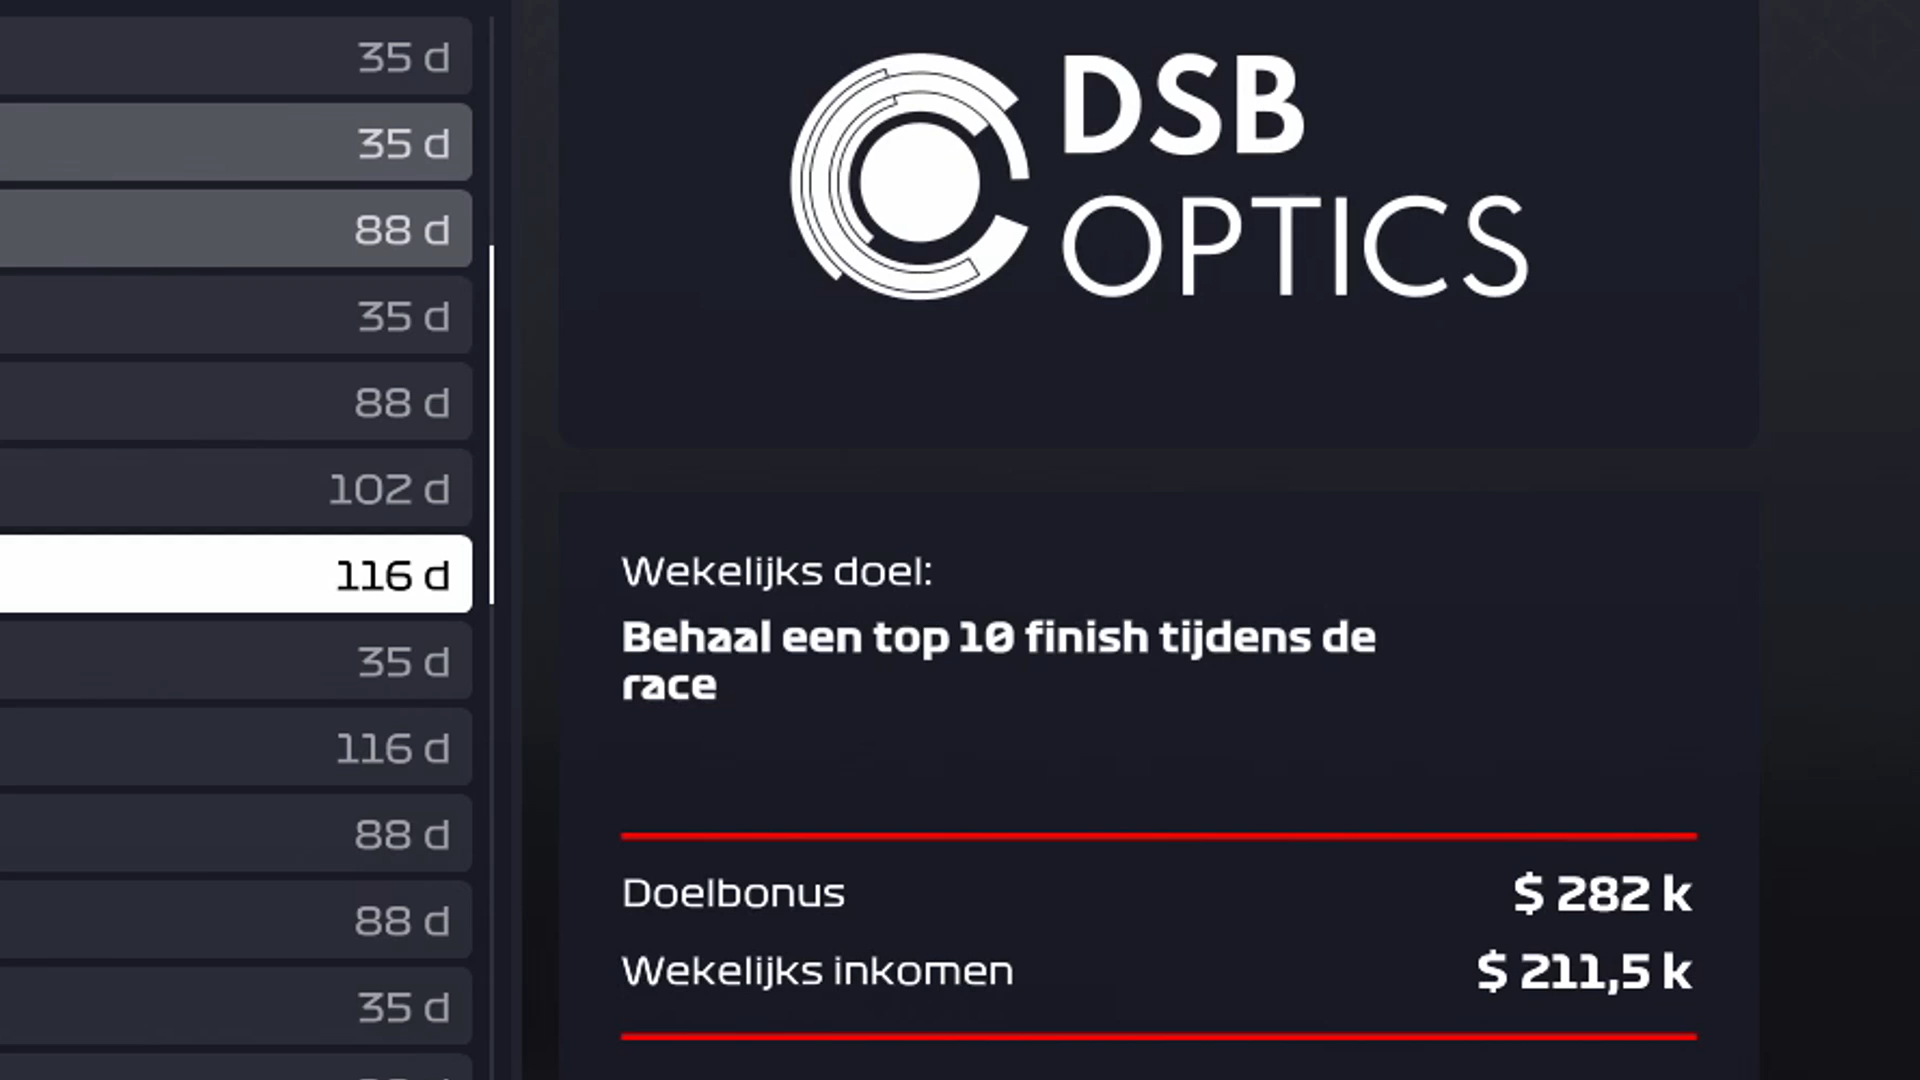 35 d
35 d
88 d
35 d
88 d
102 d
116 d
35 d
116 d
88 d
88 d
35 d
DSB
OPTICS
Wekelijks doel:
Behaal een top 10 finish tijdens de
race
Doelbonus $ 282 k
Wekelijks inkomen $ 211,5 k